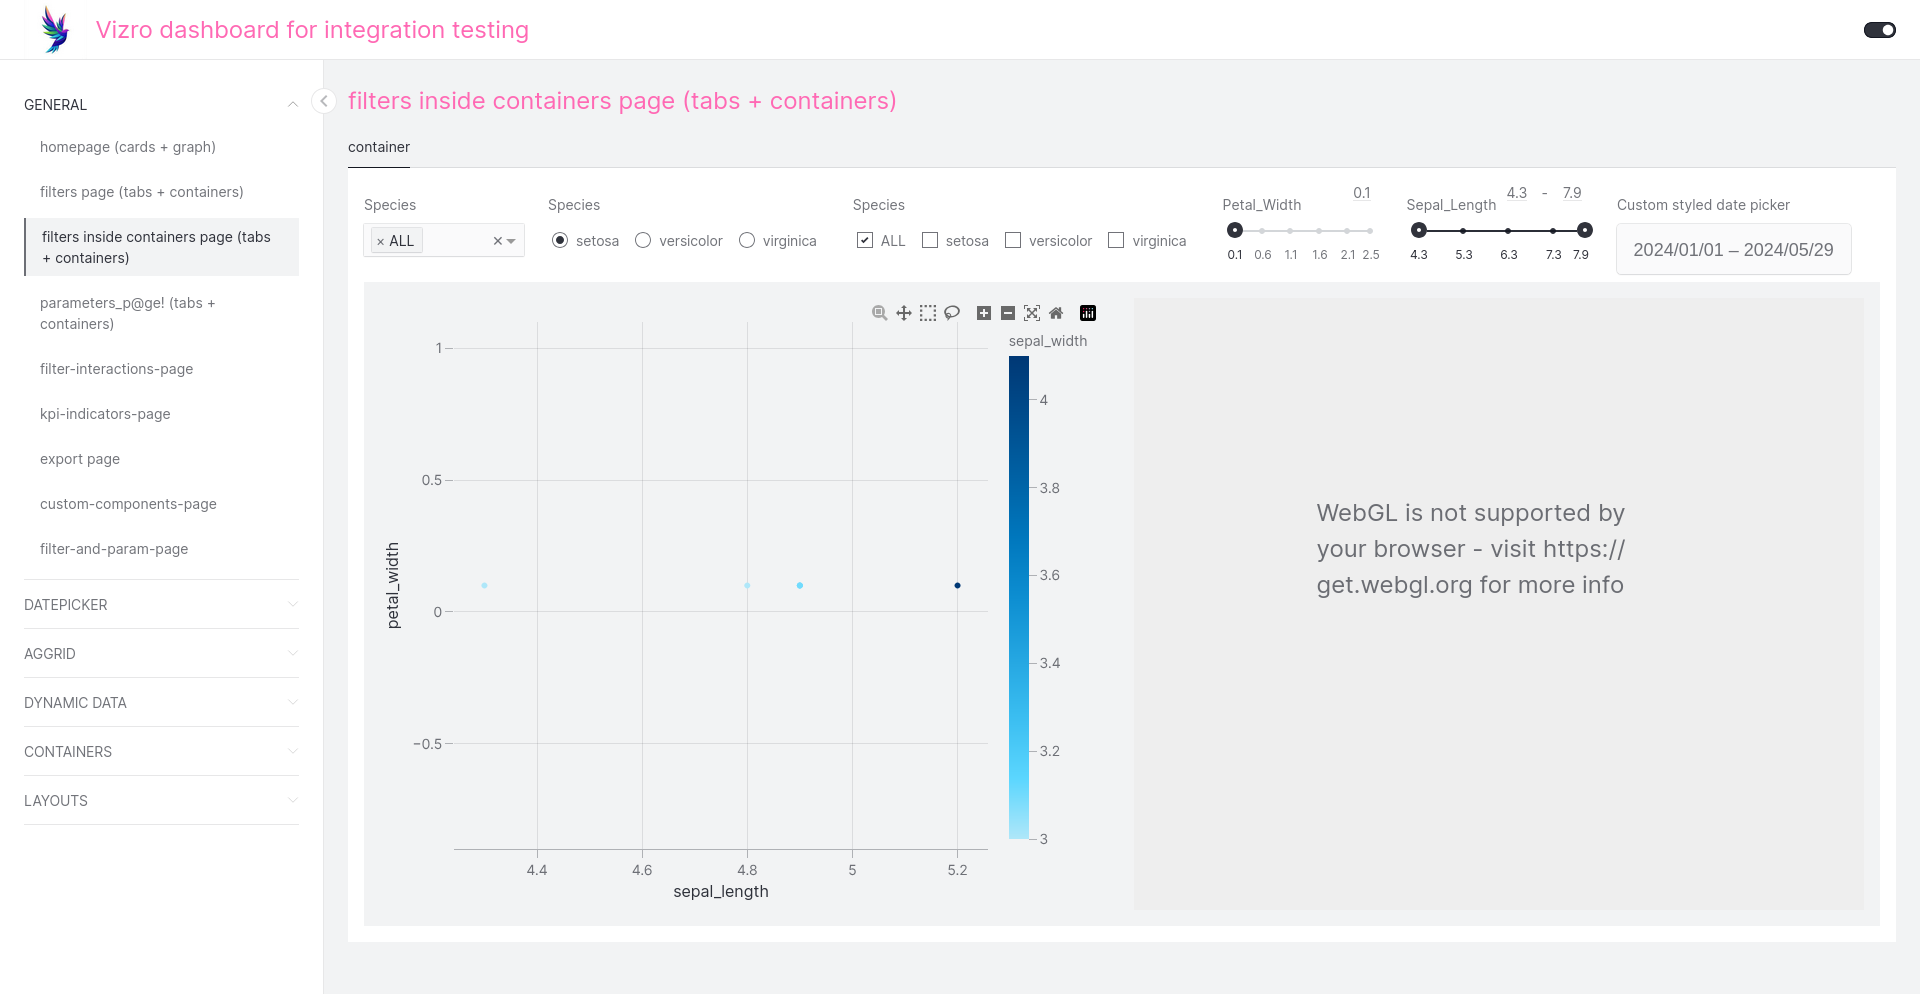 Vizro dashboard for integration testing
GENERAL
homepage (cards + graph)
filters page (tabs + containers)
filters inside containers page (tabs
+ containers)
parameters_p@ge! (tabs +
containers)
filter-interactions-page
kpi-indicators-page
export page
custom-components-page
filter-and-param-page
DATEPICKER
AGGRID
DYNAMIC DATA
CONTAINERS
LAYOUTS
filters inside containers page (tabs + containers)
container
Species
× ALL ×
Species
setosa versicolor virginica
Species
ALL setosa versicolor virginica
Petal_Width 0.1
0.1 0.6 1.1 1.6 2.1 2.5
Sepal_Length 4.3 - 7.9
4.3 5.3 6.3 7.3 7.9
Custom styled date picker
2024/01/01 – 2024/05/29
1
0.5
0
−0.5
petal_width
4.4 4.6 4.8 5 5.2
sepal_length
sepal_width
4
3.8
3.6
3.4
3.2
3
WebGL is not supported by
your browser - visit https://
get.webgl.org for more info